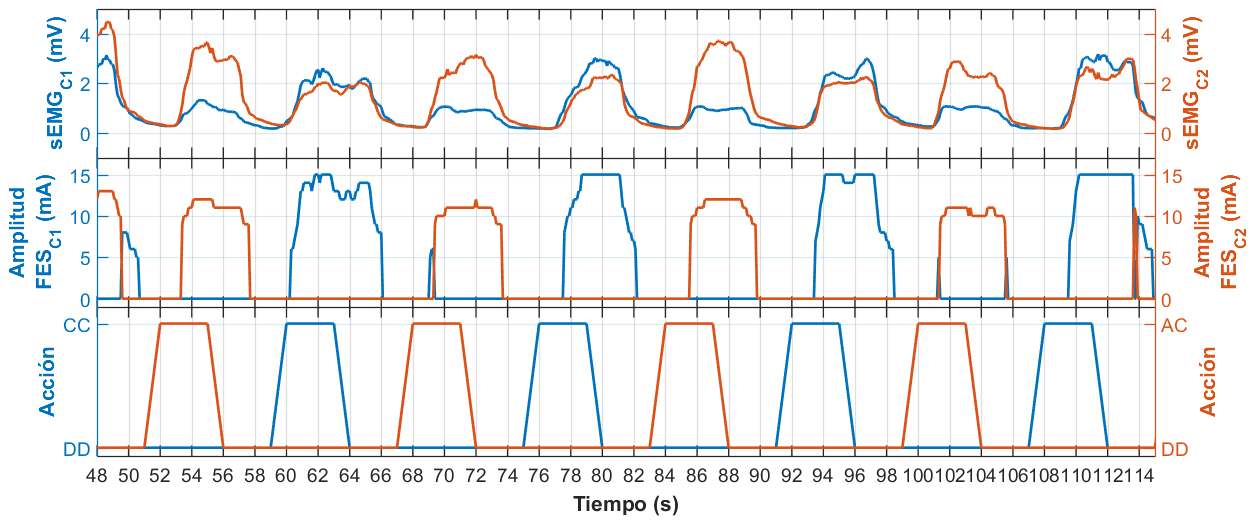 sEMG C1 (mV)
4
2
0
4
2
0
sEMG C2 (mV)
Amplitud
FES C1 (mA)
15
10
5
0
15
10
5
0
Amplitud
FES C2 (mA)
Acción
CC
DD
AC
DD
Acción
48 50 52 54 56 58 60 62 64 66 68 70 72 74 76 78 80 82 84 86 88 90 92 94 96 98 100 102 104 106 108 110 112 114
Tiempo (s)